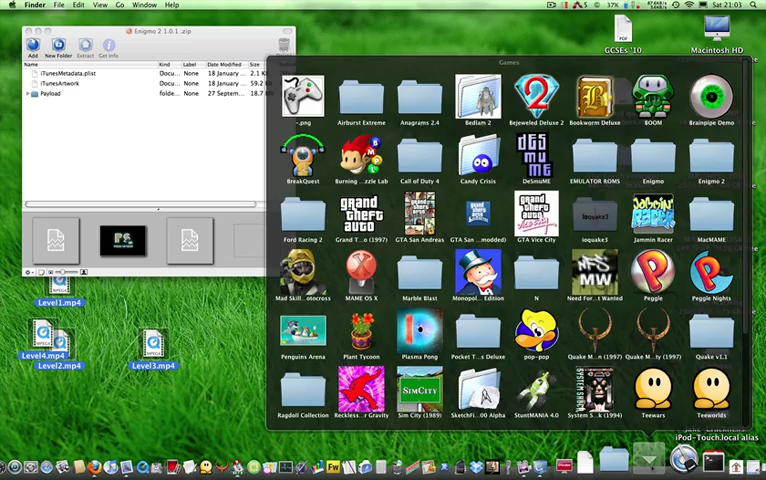 Finder File Edit View Go Window Help
37%
Sat 21:03
Enigmo 2 1.0.1 .zip
Add New Folder Extract Get Info
Name Kind Label Date Modified Size
iTunesMetadata.plist Docu... None 18 January ... 2.1 K
iTunesArtwork Docu... None 18 January ... 59.2
Payload folde... None 27 Septem... 18.7
GCSEs '10 Macintosh HD
PDF
Games
-.png Airburst Extreme Anagrams 2.4 Bedlam 2 Bejeweled Deluxe 2 Bookworm Deluxe BOOM Brainpipe Demo
BreakQuest Burning ...zzle Lab Call of Duty 4 Candy Crisis DeSmuME EMULATOR ROMS Enigmo Enigmo 2
Ford Racing 2 Grand T...o (1997) GTA San Andreas GTA San ...modded) GTA Vice City ioquake3 Jammin Racer MacMAME
Mad Skill...otocross MAME OS X Marble Blast Monopol... Edition N Need For...t Wanted Peggle Peggle Nights
Penguins Arena Plant Tycoon Plasma Pong Pocket T...s Deluxe pop-pop Quake M...n (1997) Quake M...ty (1997) Quake v1.1
Ragdoll Collection Reckless...r Gravity Sim City (1989) SketchFi...00 Alpha StuntMANIA 4.0 System S...k (1994) Teewars Teeworlds
Level1.mp4
Level4.mp4
Level2.mp4
Level3.mp4
iPod-Touch.local alias